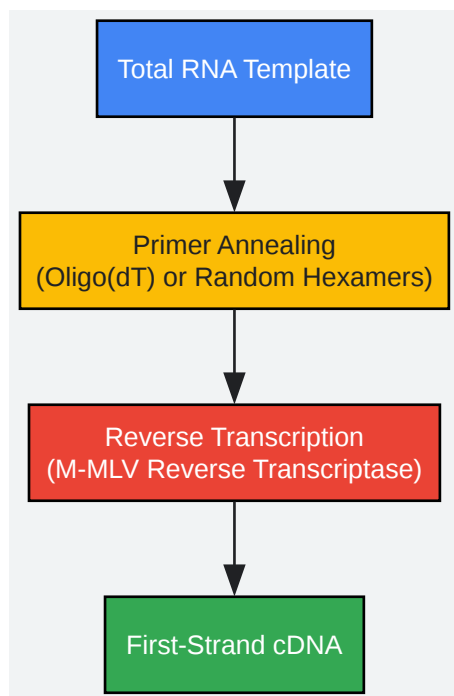 Total RNA Template
Primer Annealing
(Oligo(dT) or Random Hexamers)
Reverse Transcription
(M-MLV Reverse Transcriptase)
First-Strand cDNA